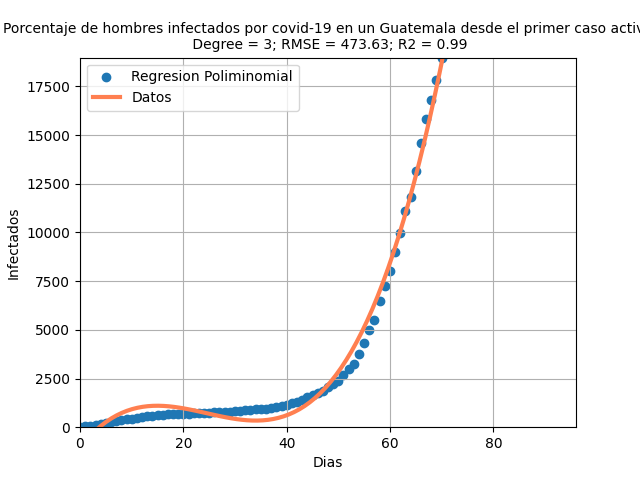 Porcentaje de hombres infectados por covid-19 en un Guatemala desde el primer caso
Degree = 3; RMSE = 473.63; R2 = 0.99
Regresion Poliminomial
Datos
17500
15000
12500
10000
7500
5000
2500
0
Infectados
0 20 40 60 80
Dias